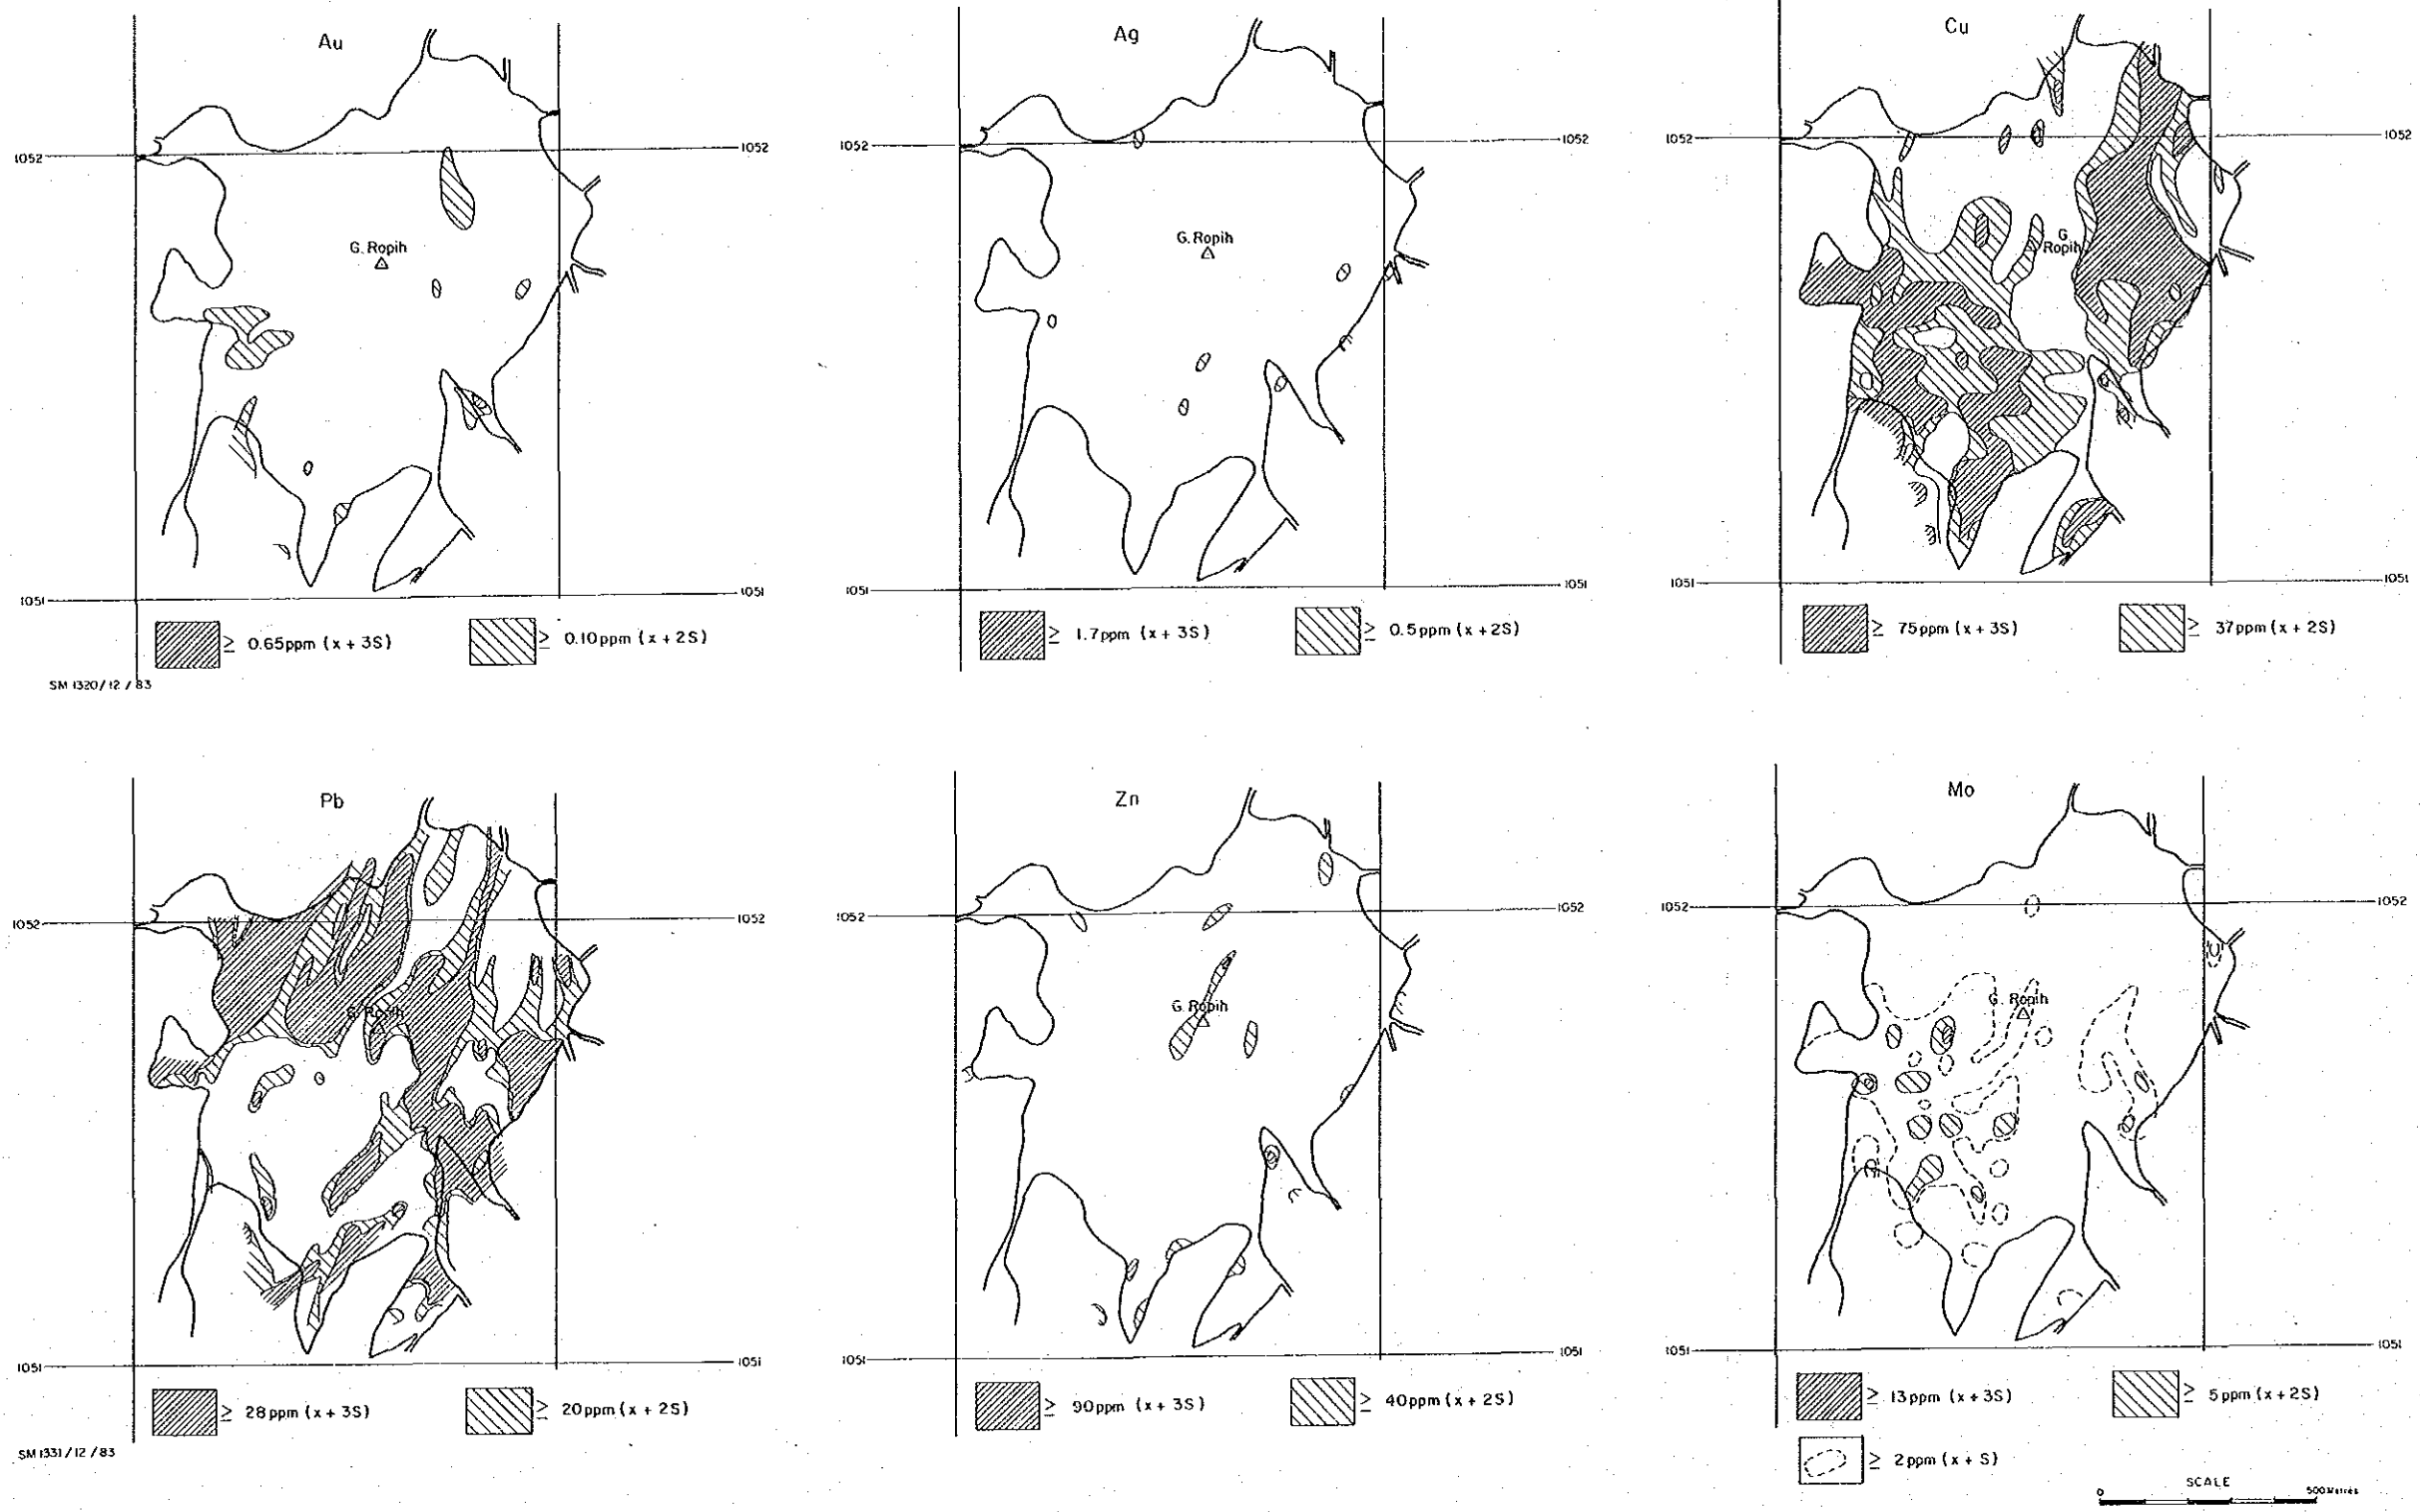 Au
Ag
Cu
1052
1052
1052
1052
1052
1052
G. Ropih
G. Ropih
G.
Ropih
1051
1051
1051
1051
1051
1051
≥ 0.65ppm (x + 3S)
≥ 0.10ppm (x + 2S)
≥ 1.7ppm (x + 3S)
≥ 0.5ppm (x + 2S)
≥ 75ppm (x + 3S)
≥ 37ppm (x + 2S)
SM 1320/12/83
Pb
Zn
Mo
1052
1052
1052
1052
1052
1052
G. Ropih
G. Ropih
G. Ropih
1051
1051
1051
1051
1051
1051
≥ 28ppm (x + 3S)
≥ 20ppm (x + 2S)
≥ 90ppm (x + 3S)
≥ 40ppm (x + 2S)
≥ 13ppm (x + 3S)
≥ 5ppm (x + 2S)
SM 1331/12/83
≥ 2ppm (x + S)
SCALE
0 500 Metres